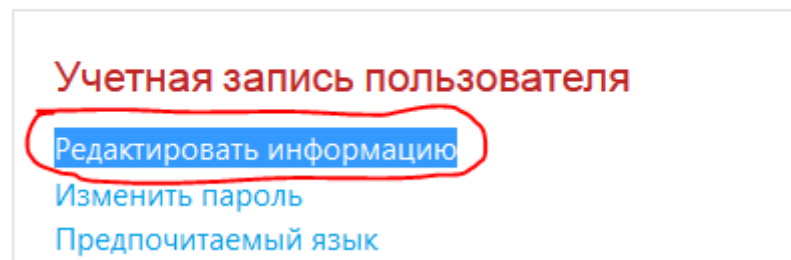 Учетная запись пользователя
Редактировать информацию
Изменить пароль
Предпочитаемый язык